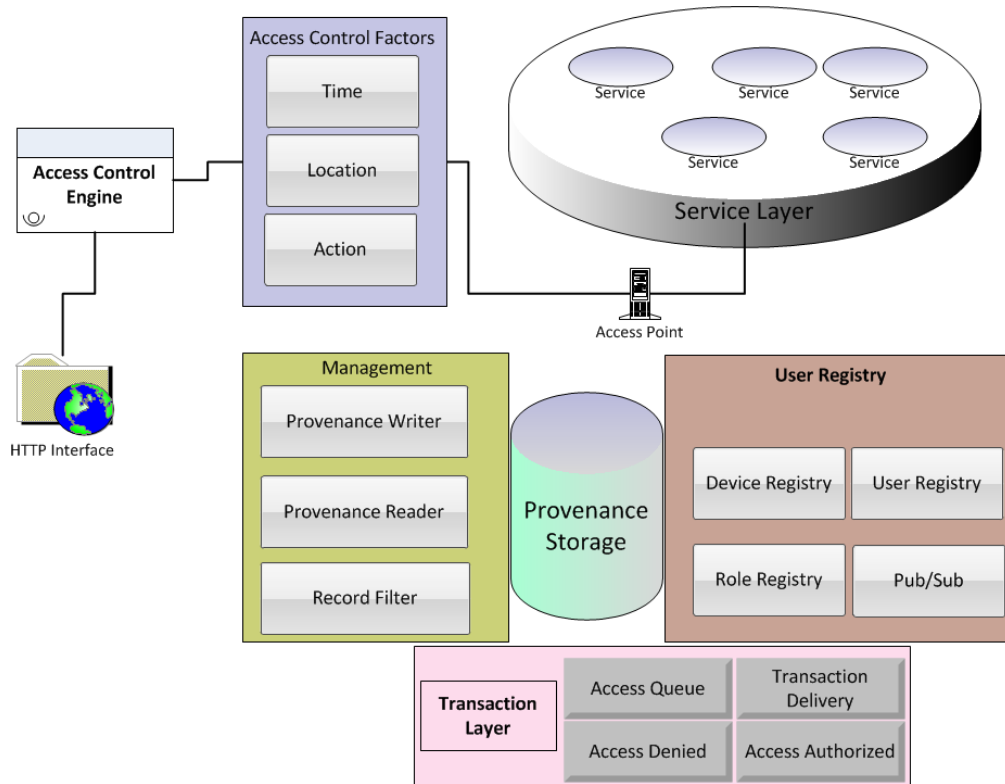 Access Control Factors
Time
Location
Action
Service
Service
Service
Service
Service
Service Layer
Access Control
Engine
Access Point
HTTP Interface
Management
Provenance Writer
Provenance Reader
Record Filter
Provenance
Storage
User Registry
Device Registry
User Registry
Role Registry
Pub/Sub
Transaction
Layer
Access Queue
Transaction
Delivery
Access Denied
Access Authorized